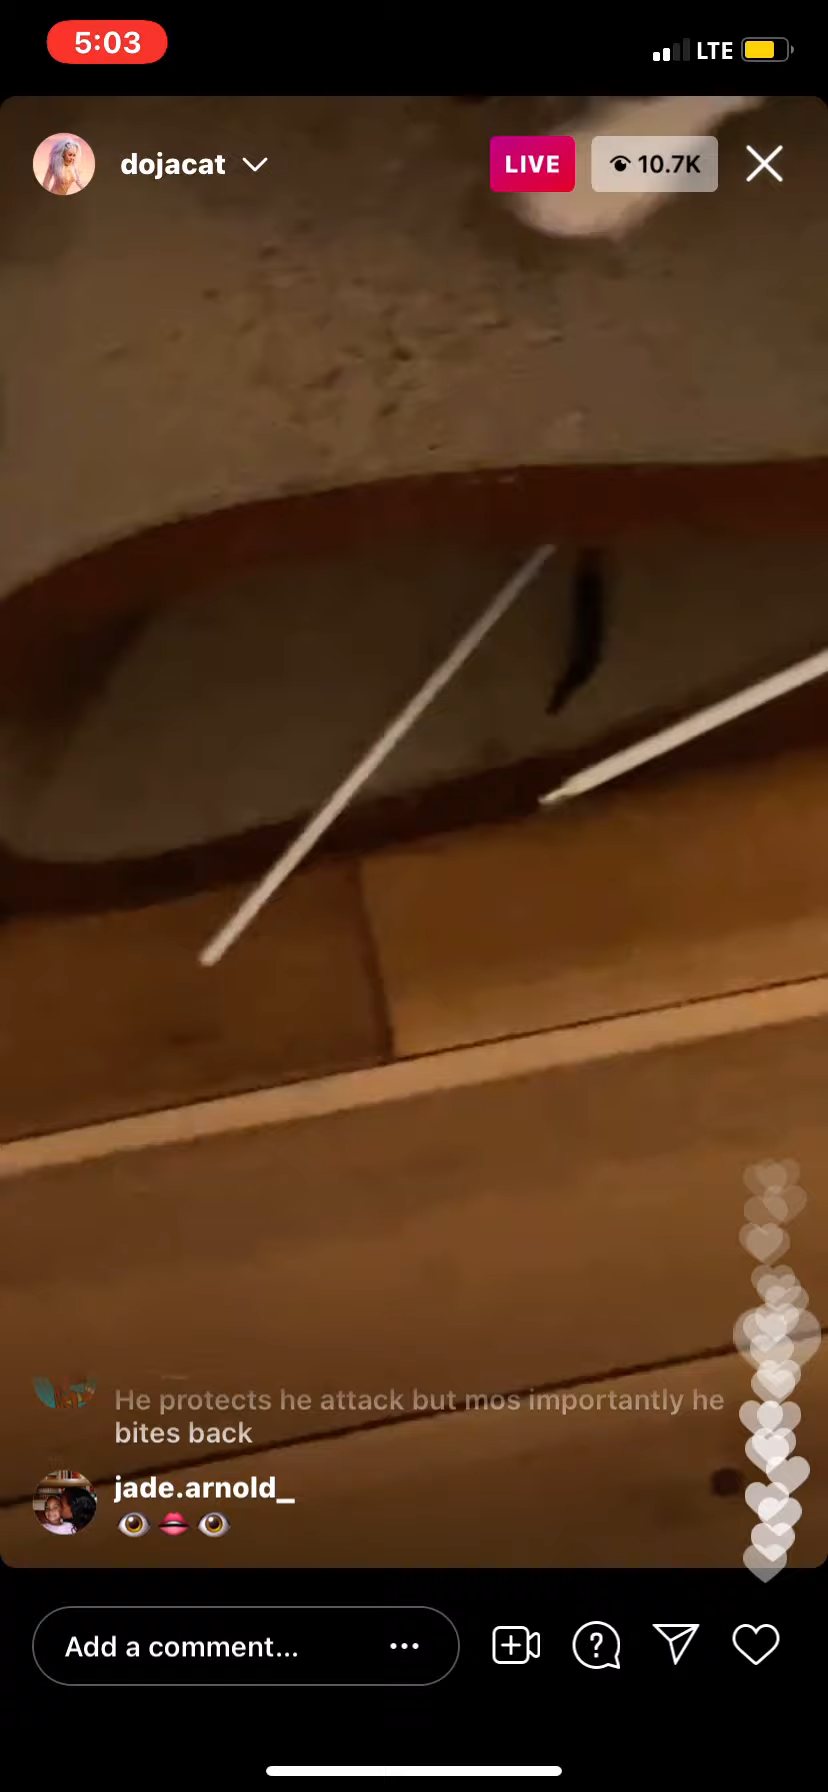 5:03
LTE
dojacat
LIVE
10.7K
He protects he attack but mos importantly he
bites back
jade.arnold_
👁👄👁
Add a comment...